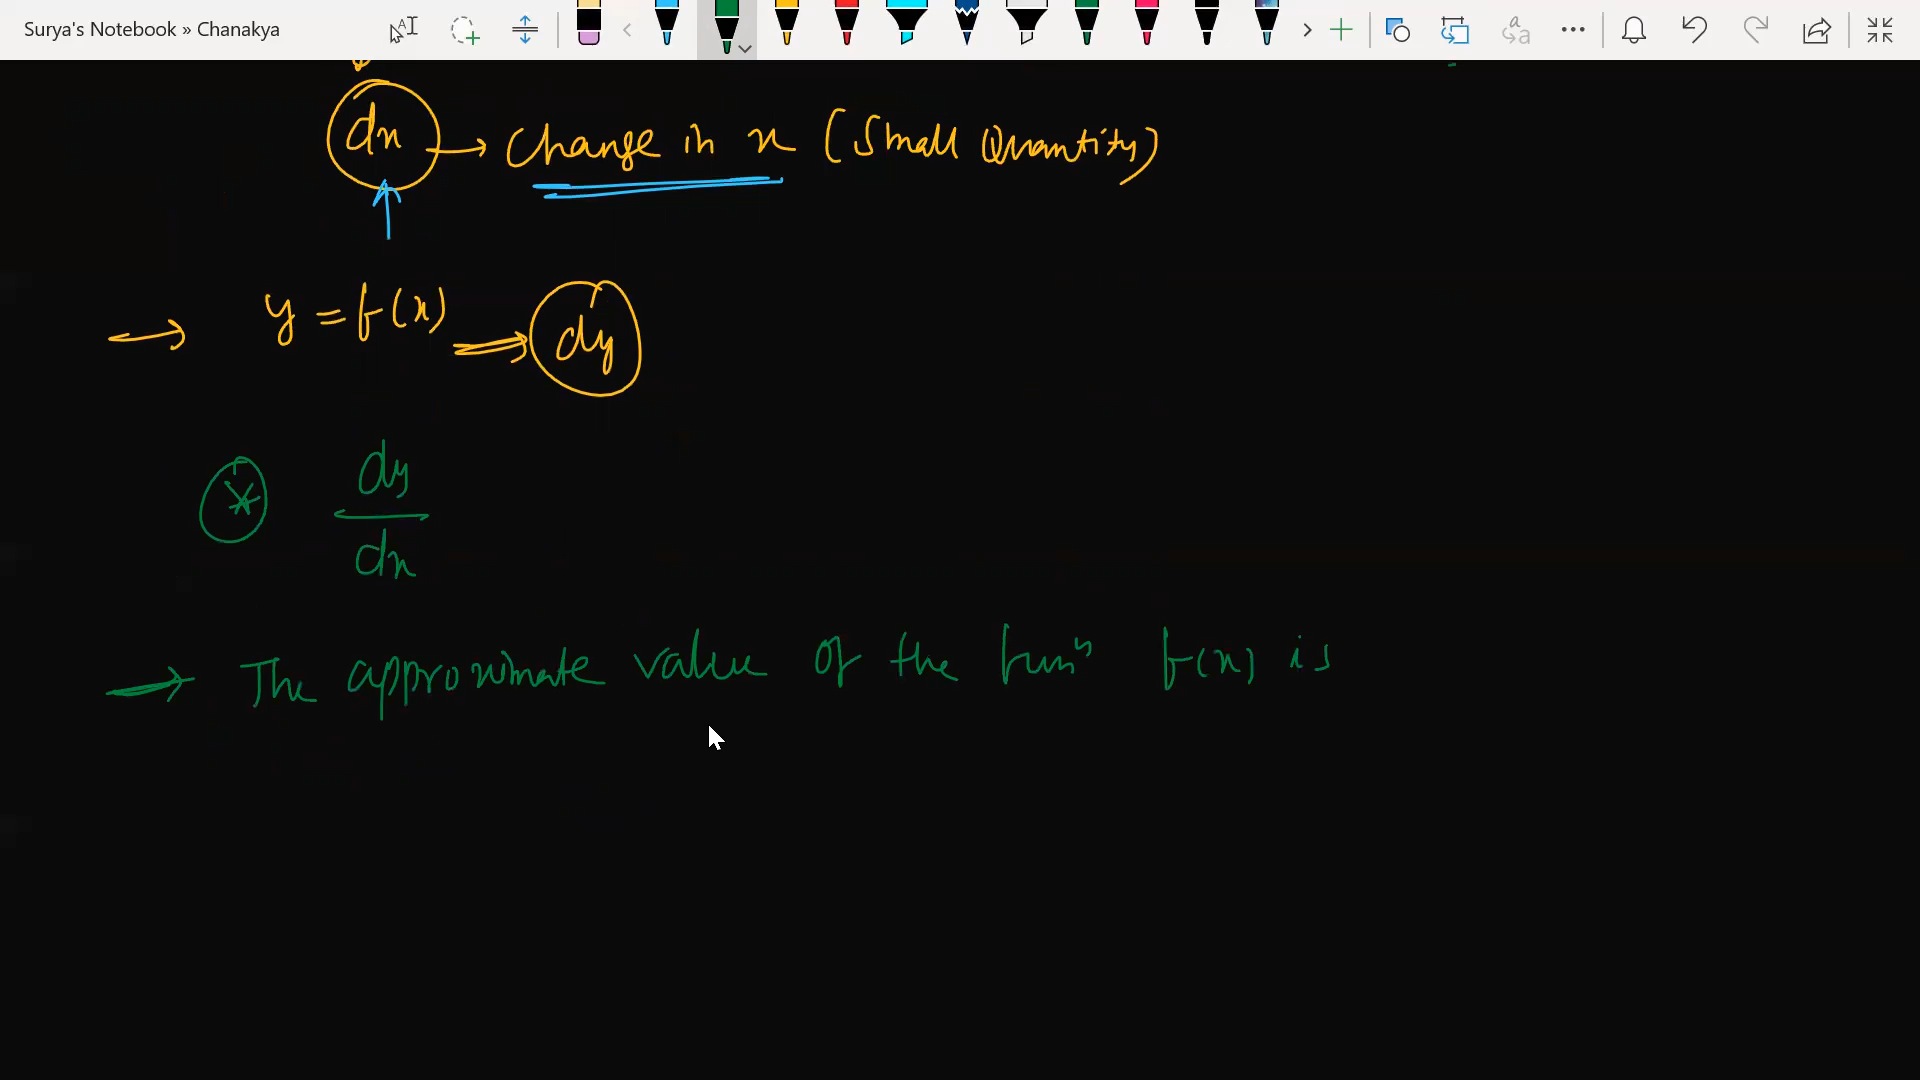 Surya's Notebook » Chanakya
dx → Change in x (Small Quantity)
→ y = f(x) ⇒ dy
* dy
dx
→ The approximate value of the funⁿ f(x) is